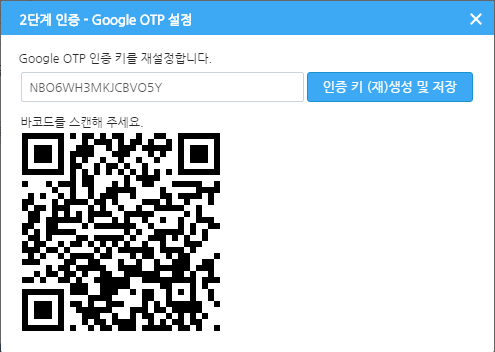 2단계 인증 - Google OTP 설정
Google OTP 인증 키를 재설정합니다.
NBO6WH3MKJCBVO5Y
인증 키 (재)생성 및 저장
바코드를 스캔해 주세요.